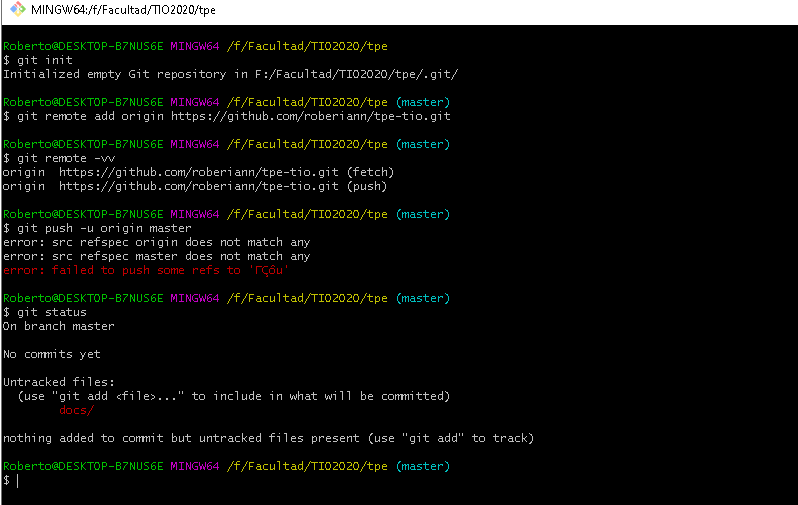 MINGW64:/f/Facultad/TIO2020/tpe
Roberto@DESKTOP-B7NUS6E MINGW64 /f/Facultad/TIO2020/tpe
$ git init
Initialized empty Git repository in F:/Facultad/TIO2020/tpe/.git/
Roberto@DESKTOP-B7NUS6E MINGW64 /f/Facultad/TIO2020/tpe (master)
$ git remote add origin https://github.com/roberiann/tpe-tio.git
Roberto@DESKTOP-B7NUS6E MINGW64 /f/Facultad/TIO2020/tpe (master)
$ git remote -vv
origin  https://github.com/roberiann/tpe-tio.git (fetch)
origin  https://github.com/roberiann/tpe-tio.git (push)
Roberto@DESKTOP-B7NUS6E MINGW64 /f/Facultad/TIO2020/tpe (master)
$ git push -u origin master
error: src refspec origin does not match any
error: src refspec master does not match any
error: failed to push some refs to
Roberto@DESKTOP-B7NUS6E MINGW64 /f/Facultad/TIO2020/tpe (master)
$ git status
On branch master
No commits yet
Untracked files:
(use "git add <file>..." to include in what will be committed)
docs/
nothing added to commit but untracked files present (use "git add" to track)
Roberto@DESKTOP-B7NUS6E MINGW64 /f/Facultad/TIO2020/tpe (master)
$